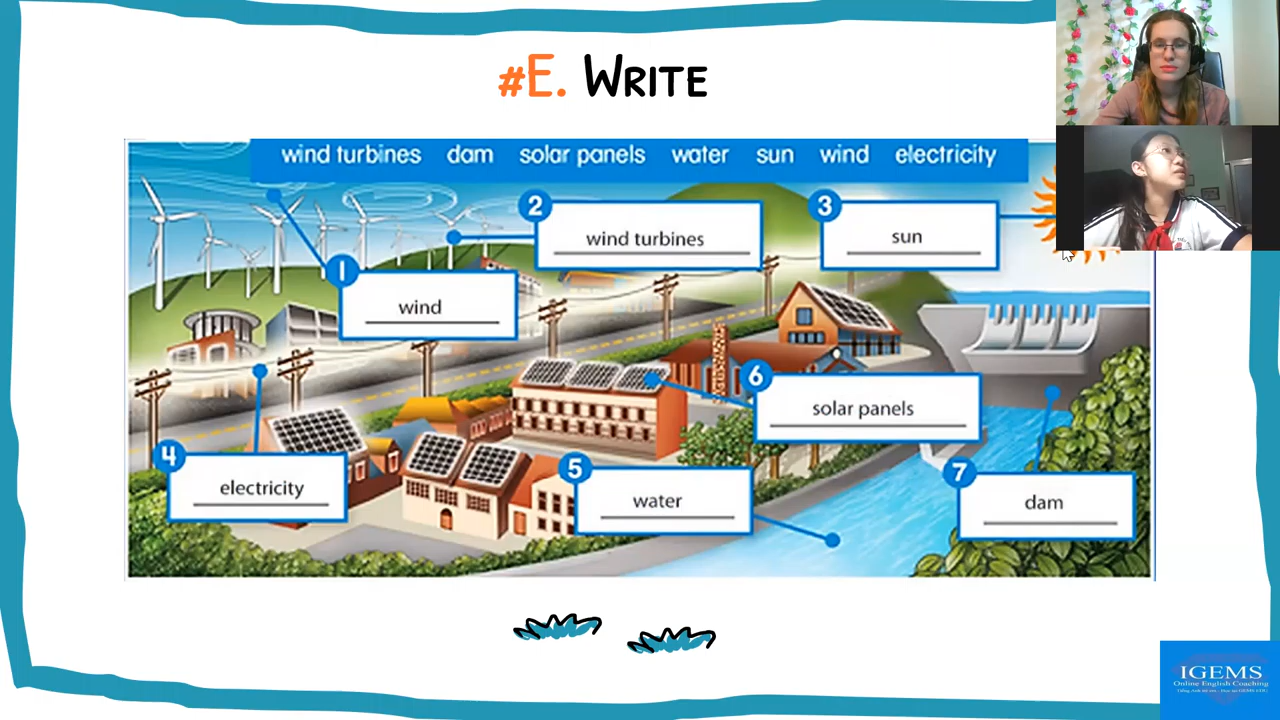 #E. WRITE
wind turbines dam solar panels water sun wind electricity
1
wind
2
wind turbines
3
sun
4
electricity
5
water
6
solar panels
7
dam
IGEMS
Online English Coaching